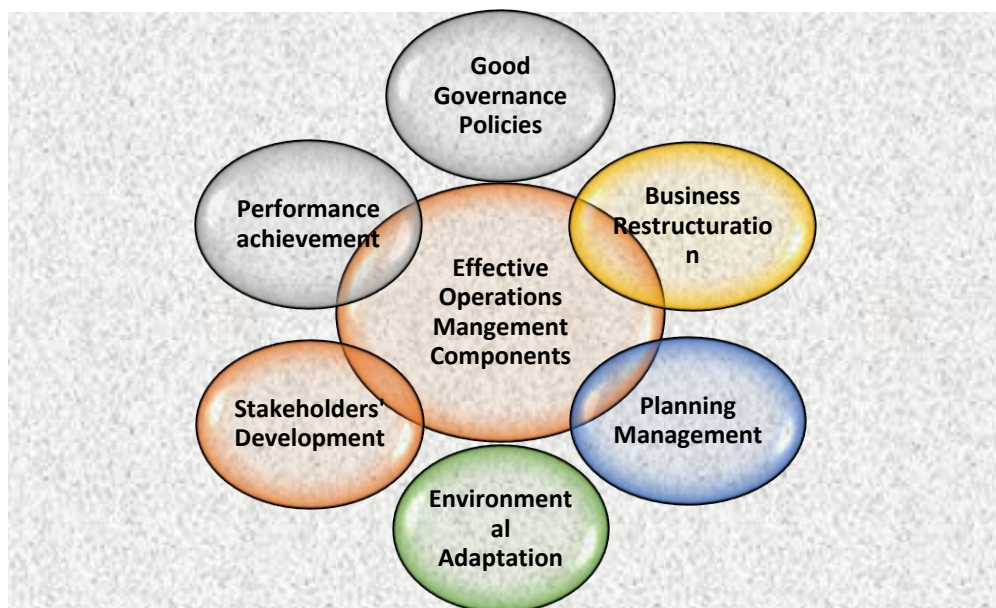 Good
Governance
Policies
Business
Restructuratio
n
Performance
achievement
Effective
Operations
Mangement
Components
Planning
Management
Stakeholders'
Development
Environment
al
Adaptation